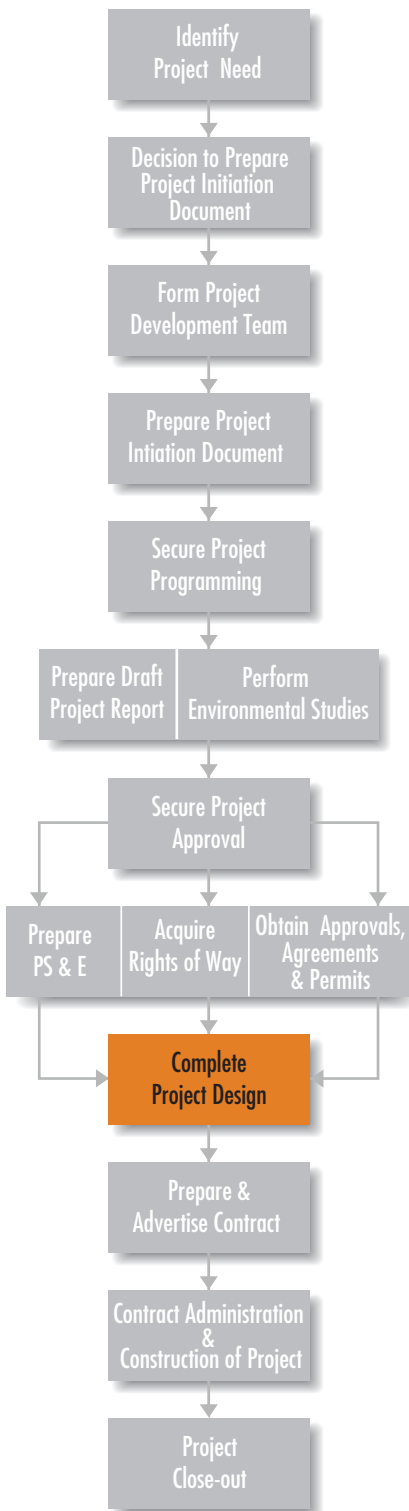 Identify
Project Need
Decision to Prepare
Project Initiation
Document
Form Project
Development Team
Prepare Project
Intiation Document
Secure Project
Programming
Prepare Draft
Project Report
Perform
Environmental Studies
Secure Project
Approval
Prepare
PS & E
Acquire
Rights of Way
Obtain Approvals,
Agreements
& Permits
Complete
Project Design
Prepare &
Advertise Contract
Contract Administration
&
Construction of Project
Project
Close-out